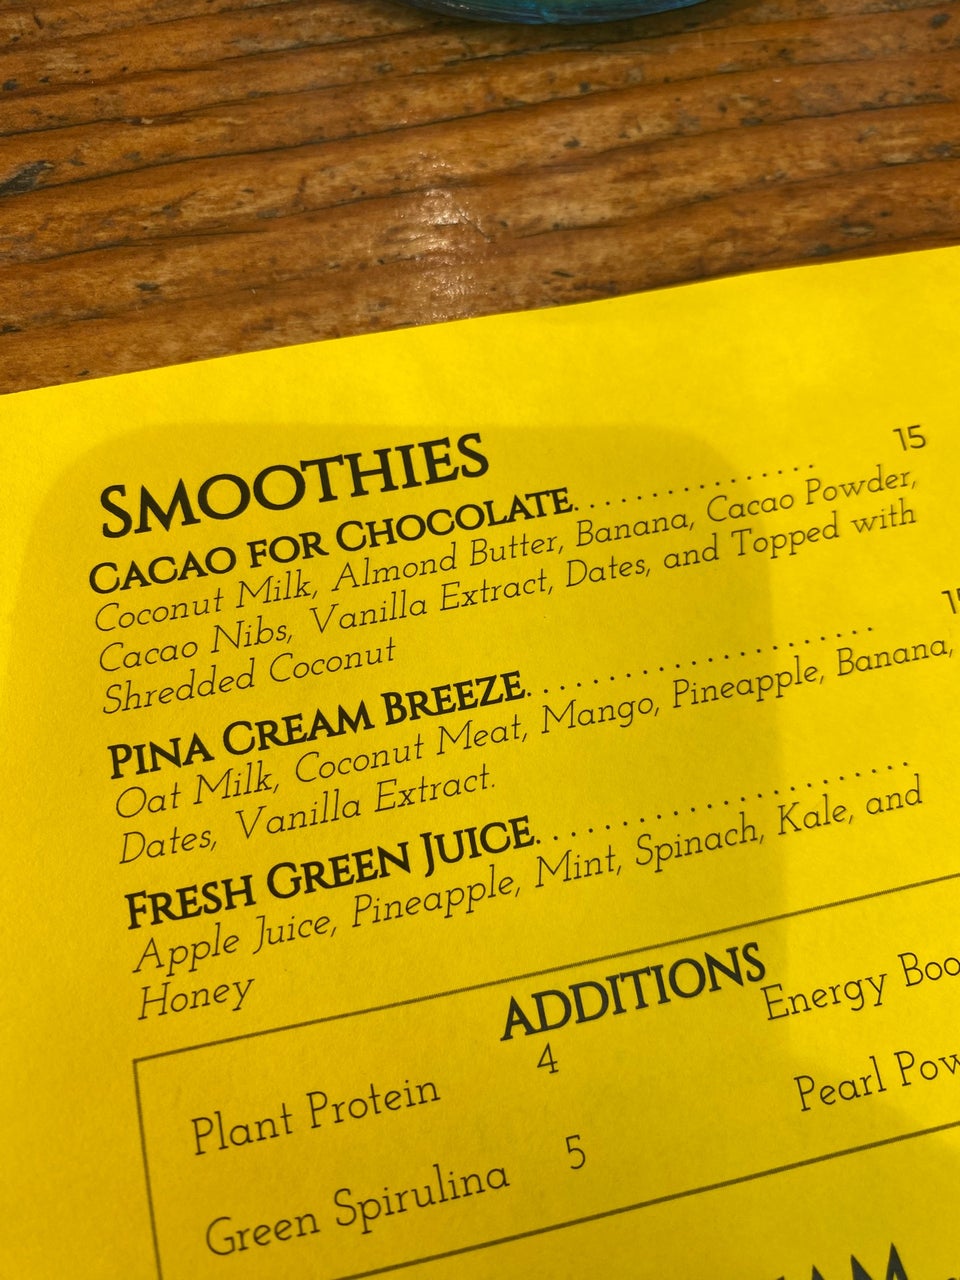 SMOOTHIES
CACAO FOR CHOCOLATE................ 15
Coconut Milk, Almond Butter, Banana, Cacao Powder,
Cacao Nibs, Vanilla Extract, Dates, and Topped with
Shredded Coconut
PINA CREAM BREEZE......................
Oat Milk, Coconut Meat, Mango, Pineapple, Banana,
Dates, Vanilla Extract.
FRESH GREEN JUICE........................
Apple Juice, Pineapple, Mint, Spinach, Kale, and
Honey
ADDITIONS
Plant Protein 4 Energy
Green Spirulina 5 Pearl